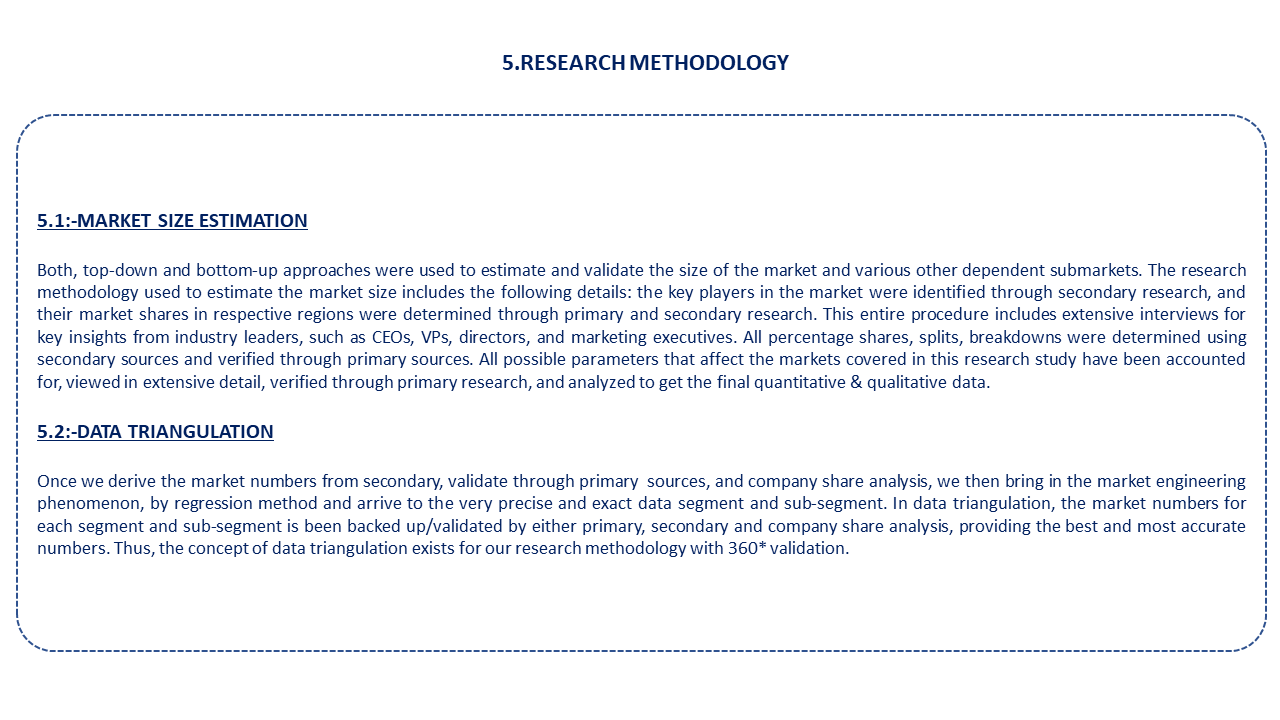 5.RESEARCH METHODOLOGY
5.1:-MARKET SIZE ESTIMATION
Both, top-down and bottom-up approaches were used to estimate and validate the size of the market and various other dependent submarkets. The research
methodology used to estimate the market size includes the following details: the key players in the market were identified through secondary research, and
their market shares in respective regions were determined through primary and secondary research. This entire procedure includes extensive interviews for
key insights from industry leaders, such as CEOs, VPs, directors, and marketing executives. All percentage shares, splits, breakdowns were determined using
secondary sources and verified through primary sources. All possible parameters that affect the markets covered in this research study have been accounted
for, viewed in extensive detail, verified through primary research, and analyzed to get the final quantitative & qualitative data.
5.2:-DATA TRIANGULATION
Once we derive the market numbers from secondary, validate through primary sources, and company share analysis, we then bring in the market engineering
phenomenon, by regression method and arrive to the very precise and exact data segment and sub-segment. In data triangulation, the market numbers for
each segment and sub-segment is been backed up/validated by either primary, secondary and company share analysis, providing the best and most accurate
numbers. Thus, the concept of data triangulation exists for our research methodology with 360* validation.